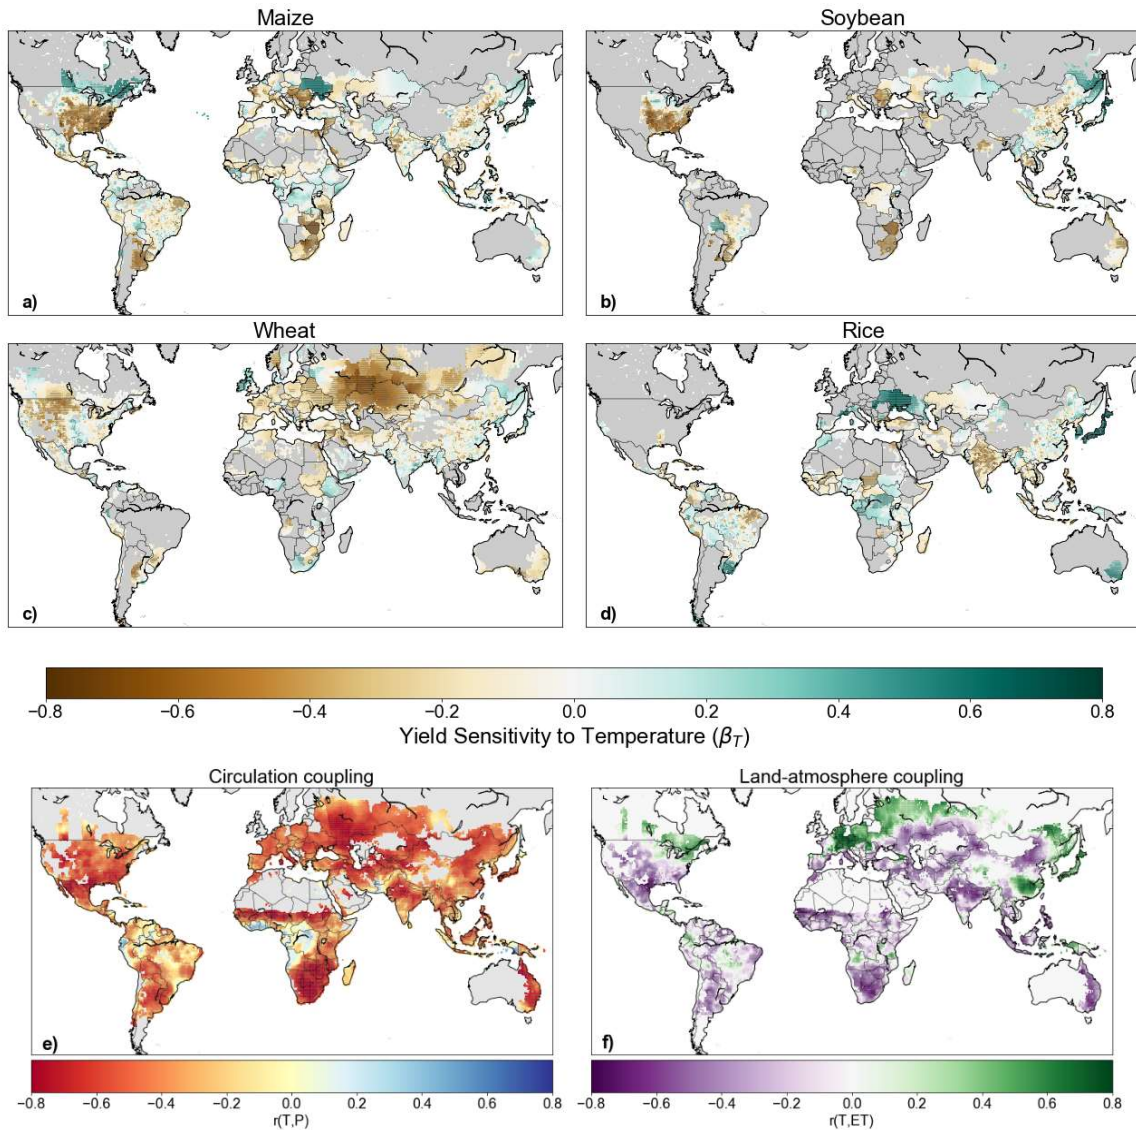 Maize
Soybean
a)
b)
Wheat
Rice
c)
d)
−0.8 −0.6 −0.4 −0.2 0.0 0.2 0.4 0.6 0.8
Yield Sensitivity to Temperature (β_T)
Circulation coupling
Land-atmosphere coupling
e)
f)
−0.8 −0.6 −0.4 −0.2 0.0 0.2 0.4 0.6 0.8
r(T,P)
−0.8 −0.6 −0.4 −0.2 0.0 0.2 0.4 0.6 0.8
r(T,ET)